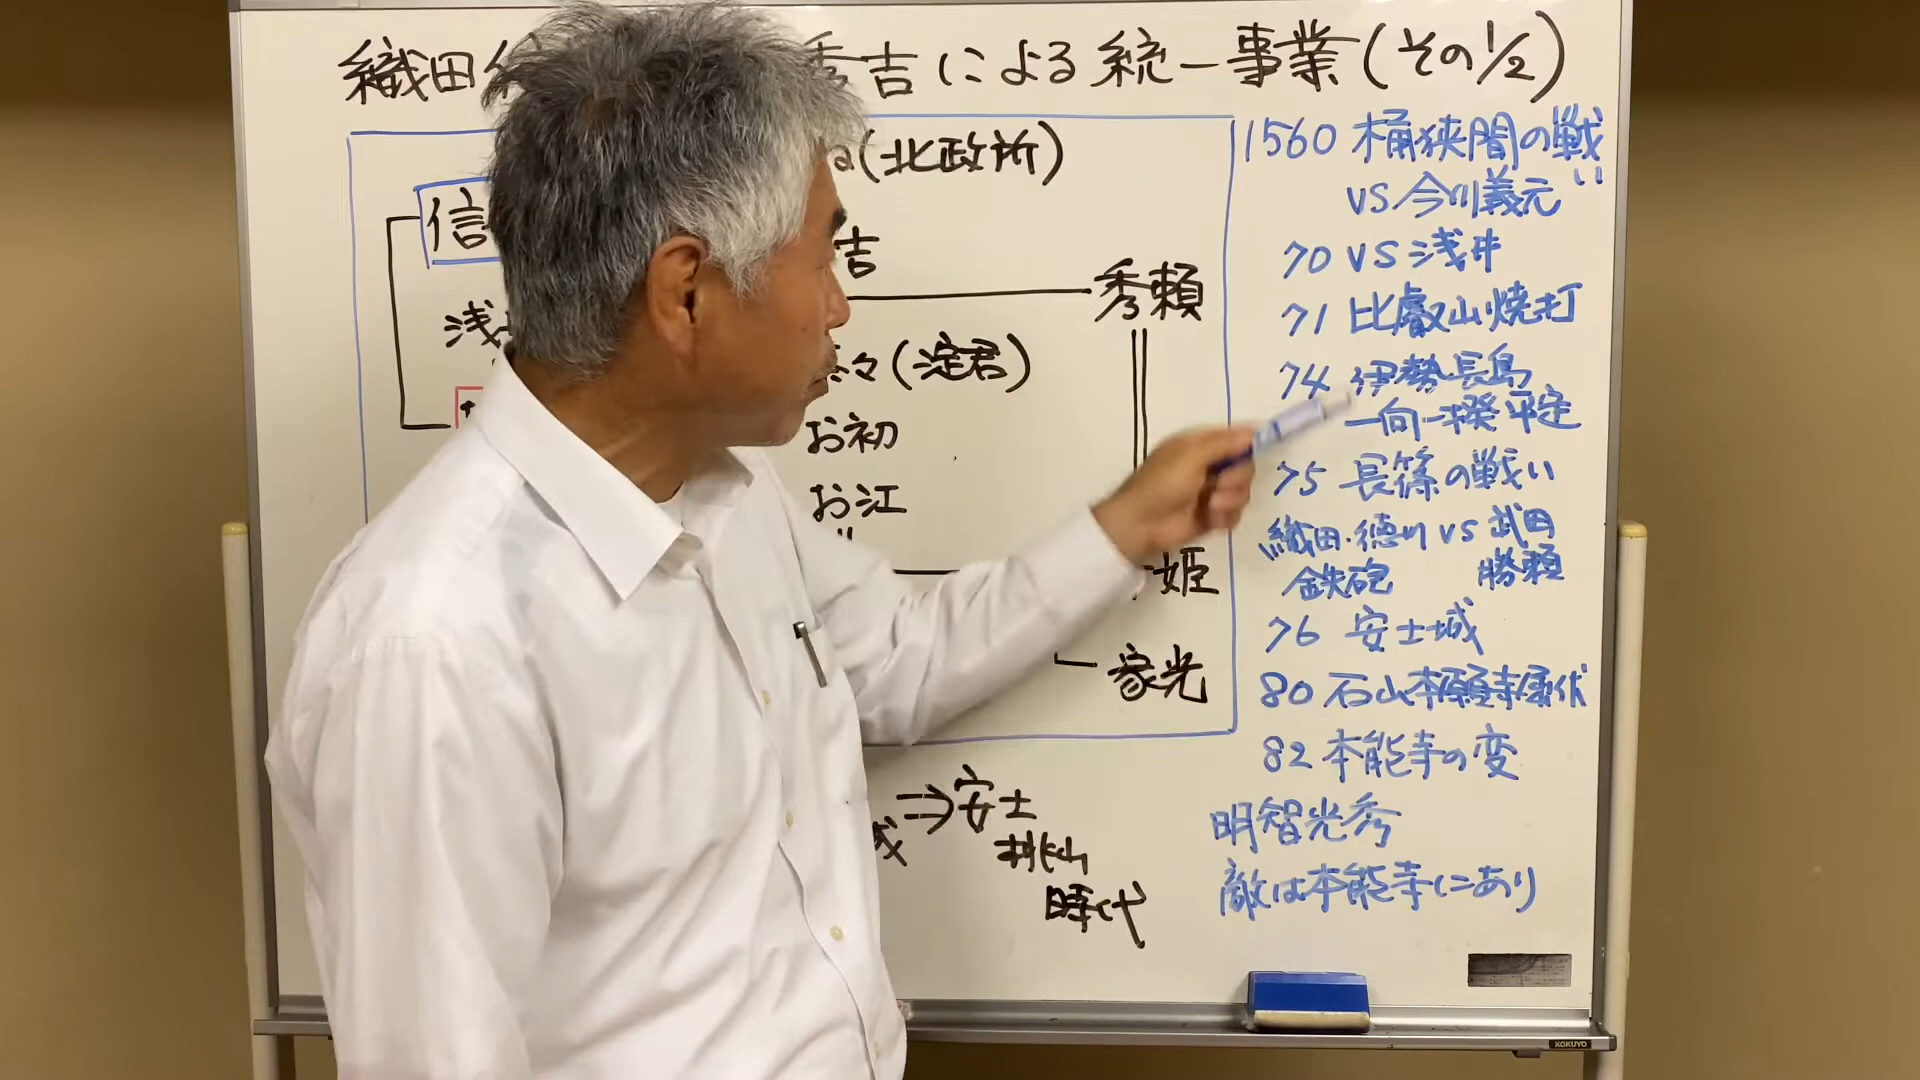 織田
秀吉による統一事業(その1/2)
(北政所)
信
吉
秀頼
浅
々(淀君)
お初
お江
姫
家光
⇒安土
桃山
時代
1560 桶狭間の戦い
VS 今川義元
70 VS 浅井
71 比叡山焼打
74 伊勢長島
一向一揆平定
75 長篠の戦い
織田・徳川 VS 武田
鉄砲 勝頼
76 安土城
80 石山本願寺屈伏
82 本能寺の変
明智光秀
敵は本能寺にあり
KOKUYO